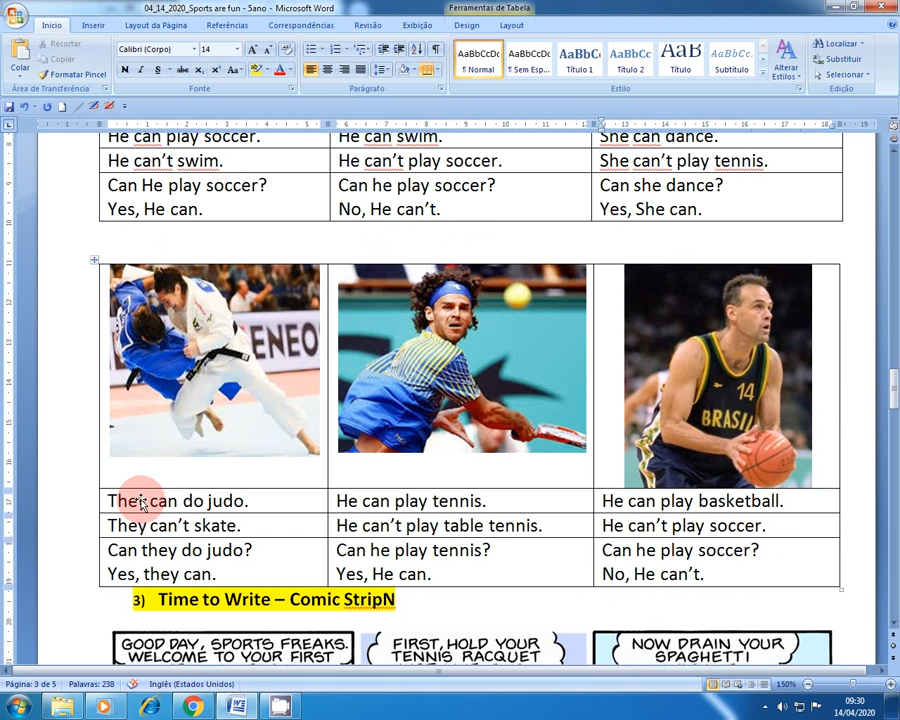 04_14_2020_Sports are fun - 5ano - Microsoft Word
Ferramentas de Tabela
Início Inserir Layout da Página Referências Correspondências Revisão Exibição Design Layout
Colar
Recortar
Copiar
Formatar Pincel
Área de Transferência
Calibri (Corpo) 14
Fonte
Parágrafo
AaBbCcDc AaBbCcDc AaBbC AaBbCc AaB AaBbCcL
¶ Normal ¶ Sem Esp... Título 1 Título 2 Título Subtítulo
Alterar Estilos
Estilo
Localizar
Substituir
Selecionar
Edição
He can play soccer. He can swim. She can dance.
He can’t swim. He can’t play soccer. She can’t play tennis.
Can He play soccer? Can he play soccer? Can she dance?
Yes, He can. No, He can’t. Yes, She can.
ENEO
14
BRASIL
They can do judo. He can play tennis. He can play basketball.
They can’t skate. He can’t play table tennis. He can’t play soccer.
Can they do judo? Can he play tennis? Can he play soccer?
Yes, they can. Yes, He can. No, He can’t.
3) Time to Write – Comic StripN
GOOD DAY, SPORTS FREAKS. FIRST, HOLD YOUR NOW DRAIN YOUR
WELCOME TO YOUR FIRST TENNIS RACQUET SPAGHETTI
Página: 3 de 5 Palavras: 238 Inglês (Estados Unidos) 150%
09:30
14/04/2020